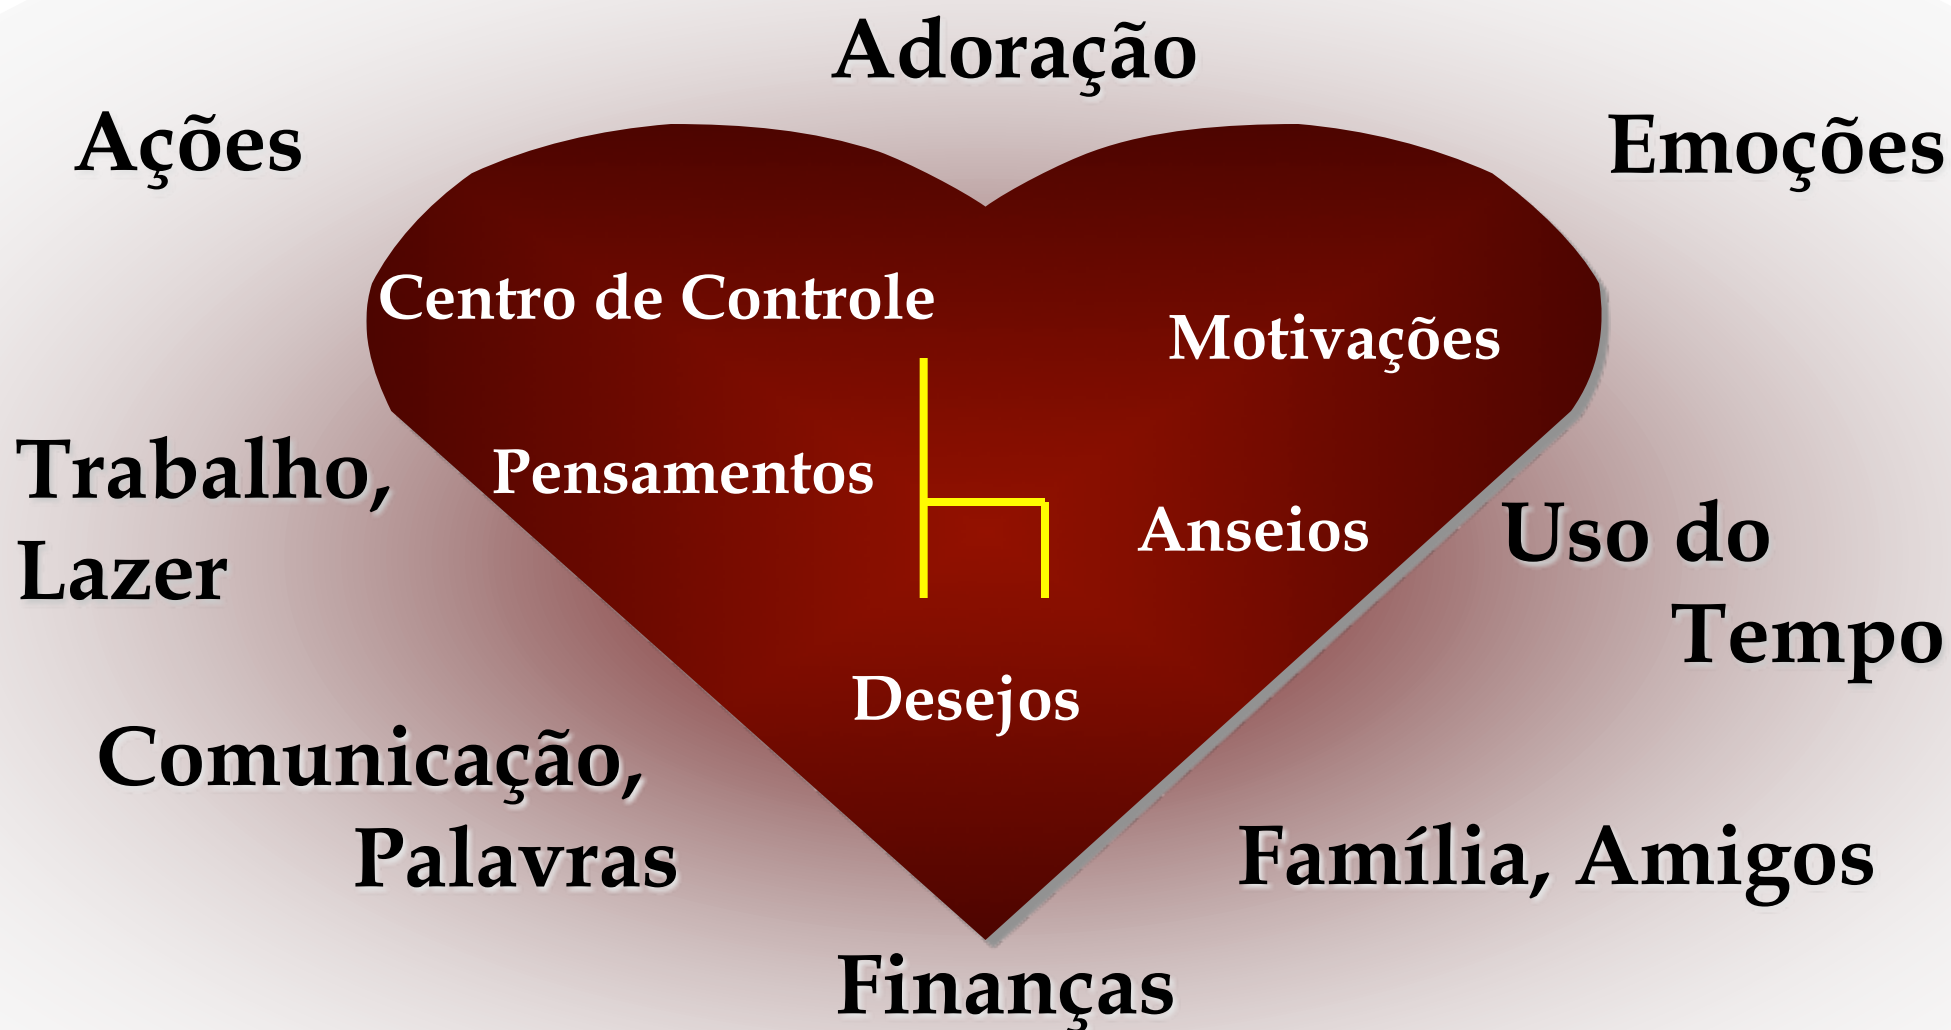 Adoração
Ações
Emoções
Centro de Controle
Motivações
Trabalho,
Lazer
Pensamentos
Anseios
Uso do
Tempo
Desejos
Comunicação,
Palavras
Família, Amigos
Finanças